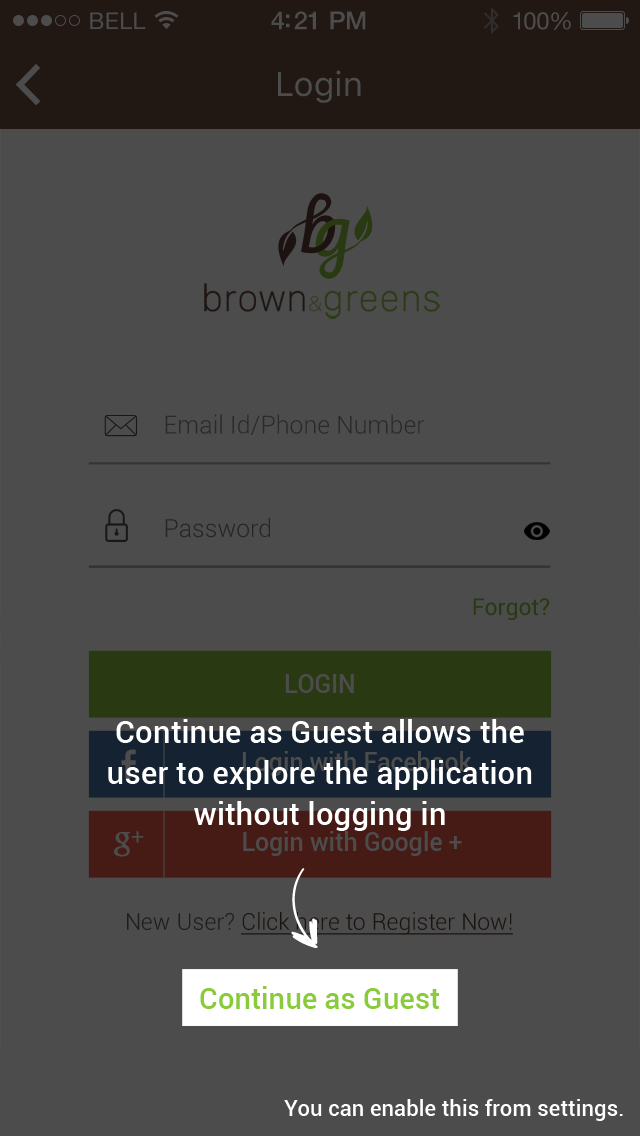 BELL 4:21 PM 100%
Login
bg
brown&greens
Email Id/Phone Number
Password
Forgot?
LOGIN
Continue as Guest allows the
f Login with Facebook
user to explore the application
without logging in
g+ Login with Google +
New User? Click here to Register Now!
Continue as Guest
You can enable this from settings.